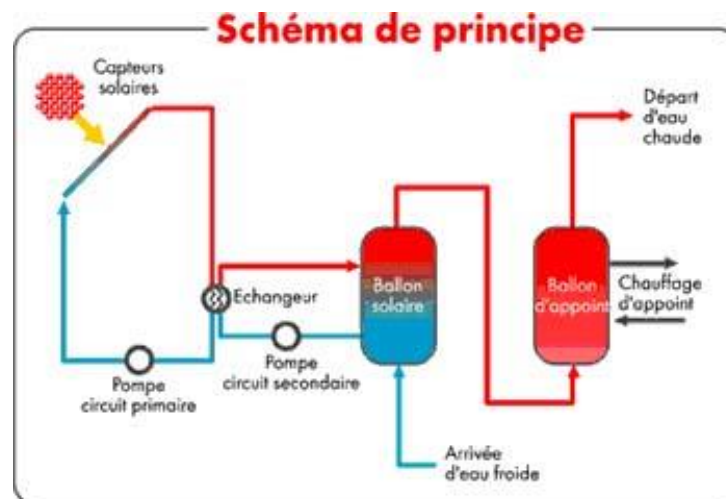 Schéma de principe
Capteurs
solaires
Départ
d'eau
chaude
Echangeur
Ballon
solaire
Ballon
d'appoint
Chauffage
d'appoint
Pompe
circuit secondaire
Pompe
circuit primaire
Arrivée
d'eau froide